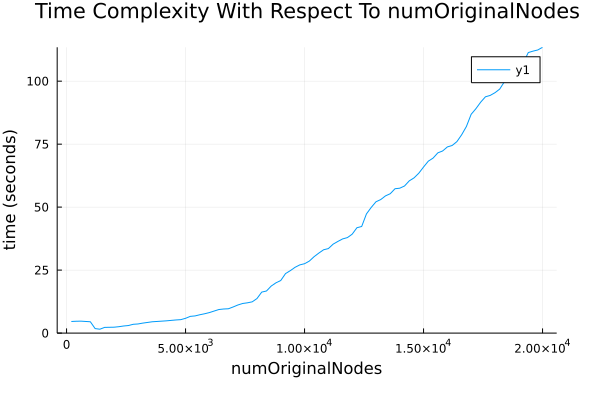 Time Complexity With Respect To numOriginalNodes
y1
100
75
50
25
0
time (seconds)
0 5.00×10³ 1.00×10⁴ 1.50×10⁴ 2.00×10⁴
numOriginalNodes